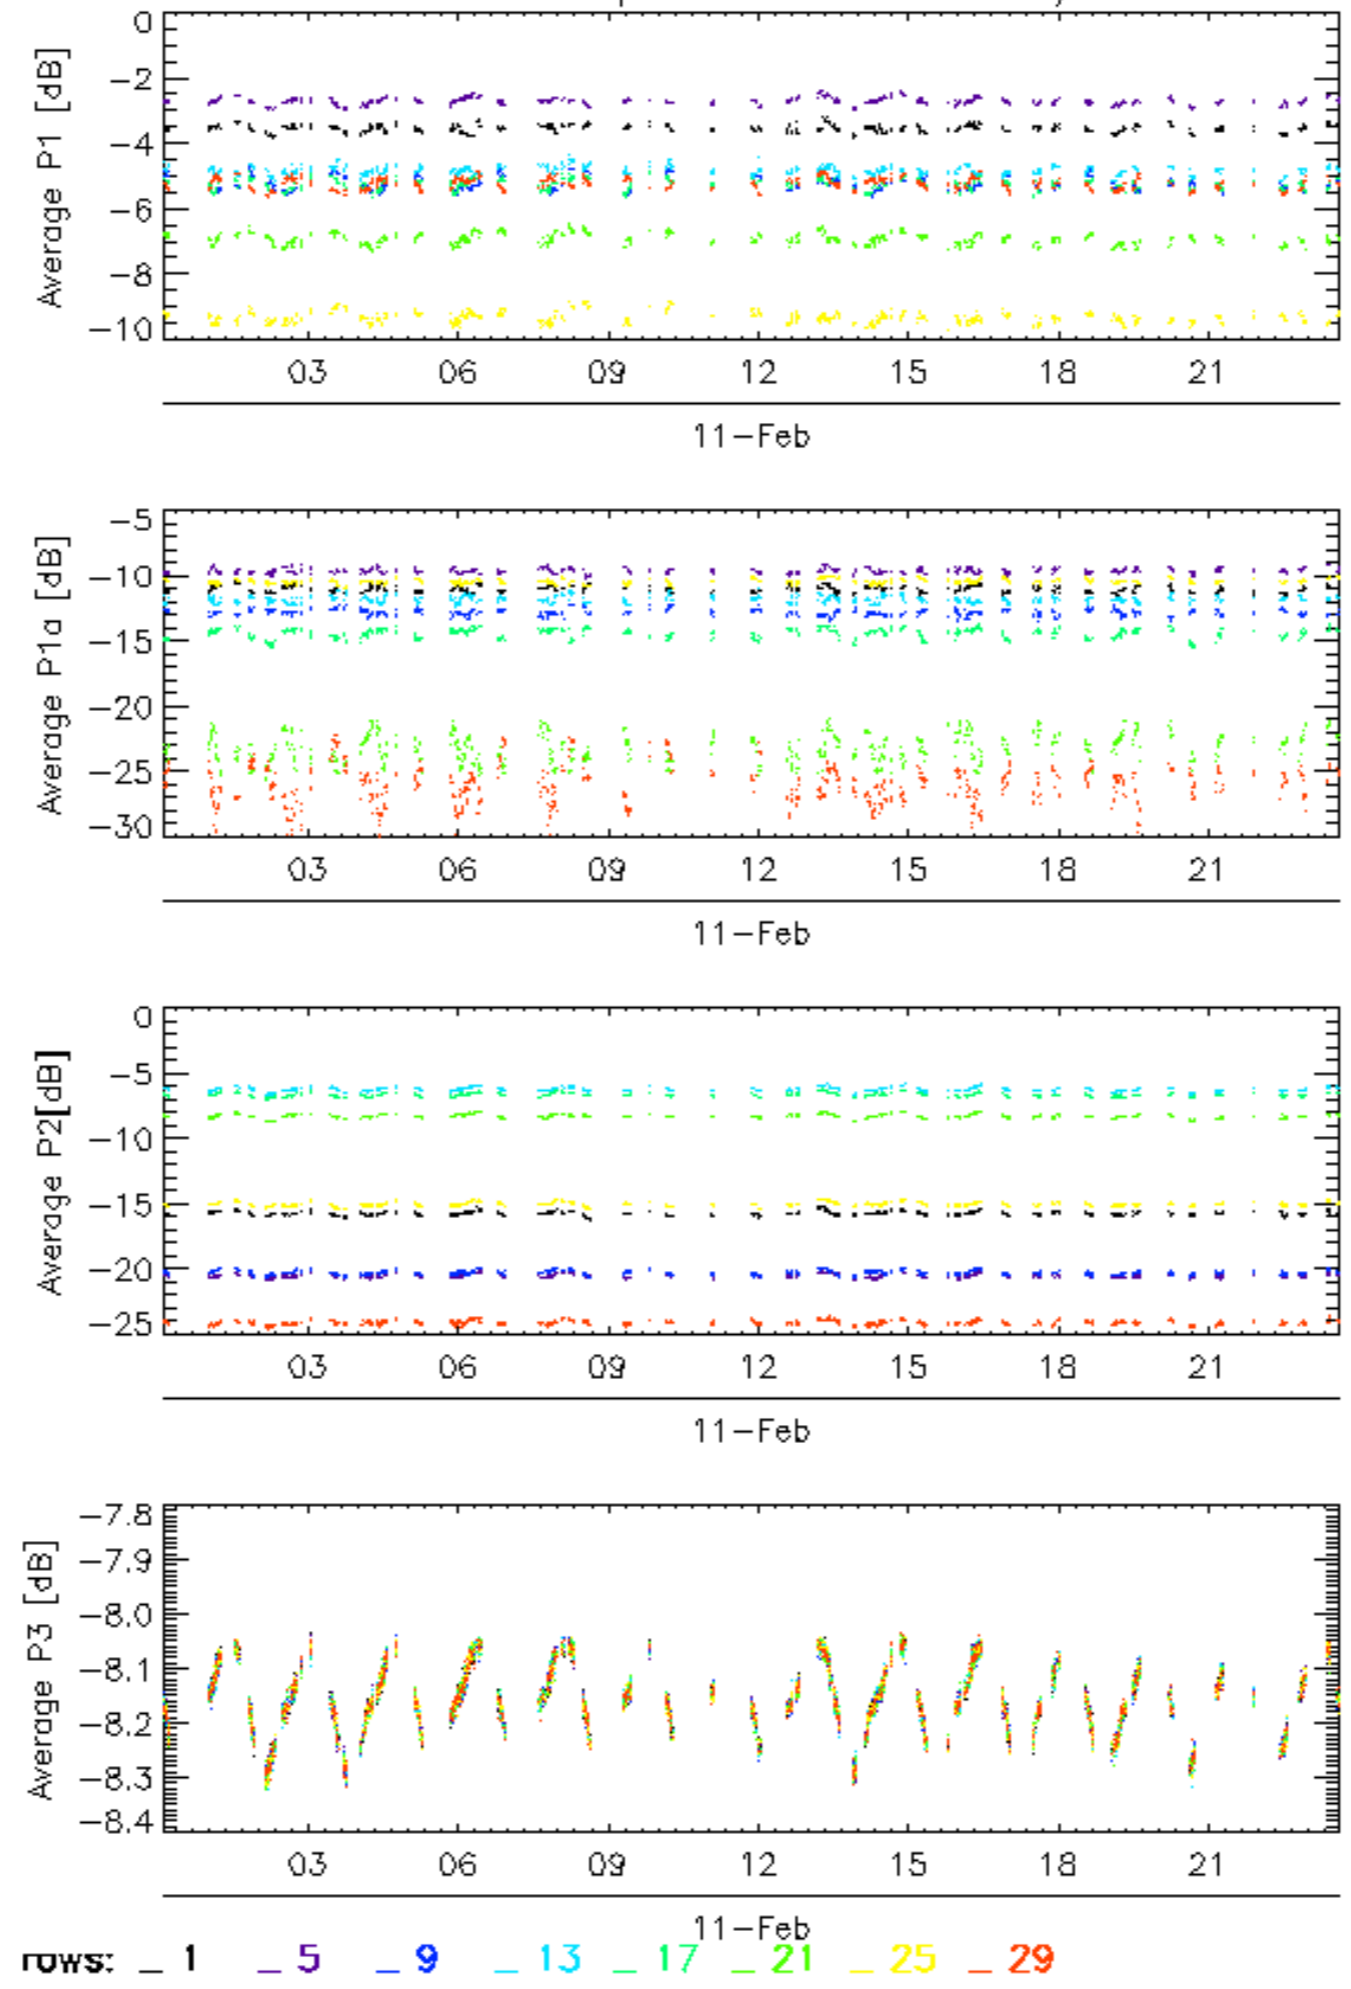 Average P1 [dB]
0
−2
−4
−6
−8
−10
03 06 09 12 15 18 21
11−Feb
Average P1a [dB]
−5
−10
−15
−20
−25
−30
03 06 09 12 15 18 21
11−Feb
Average P2[dB]
0
−5
−10
−15
−20
−25
03 06 09 12 15 18 21
11−Feb
Average P3 [dB]
−7.8
−7.9
−8.0
−8.1
−8.2
−8.3
−8.4
03 06 09 12 15 18 21
11−Feb
rows: _ 1 _ 5 _ 9 _ 13 _ 17 _ 21 _ 25 _ 29